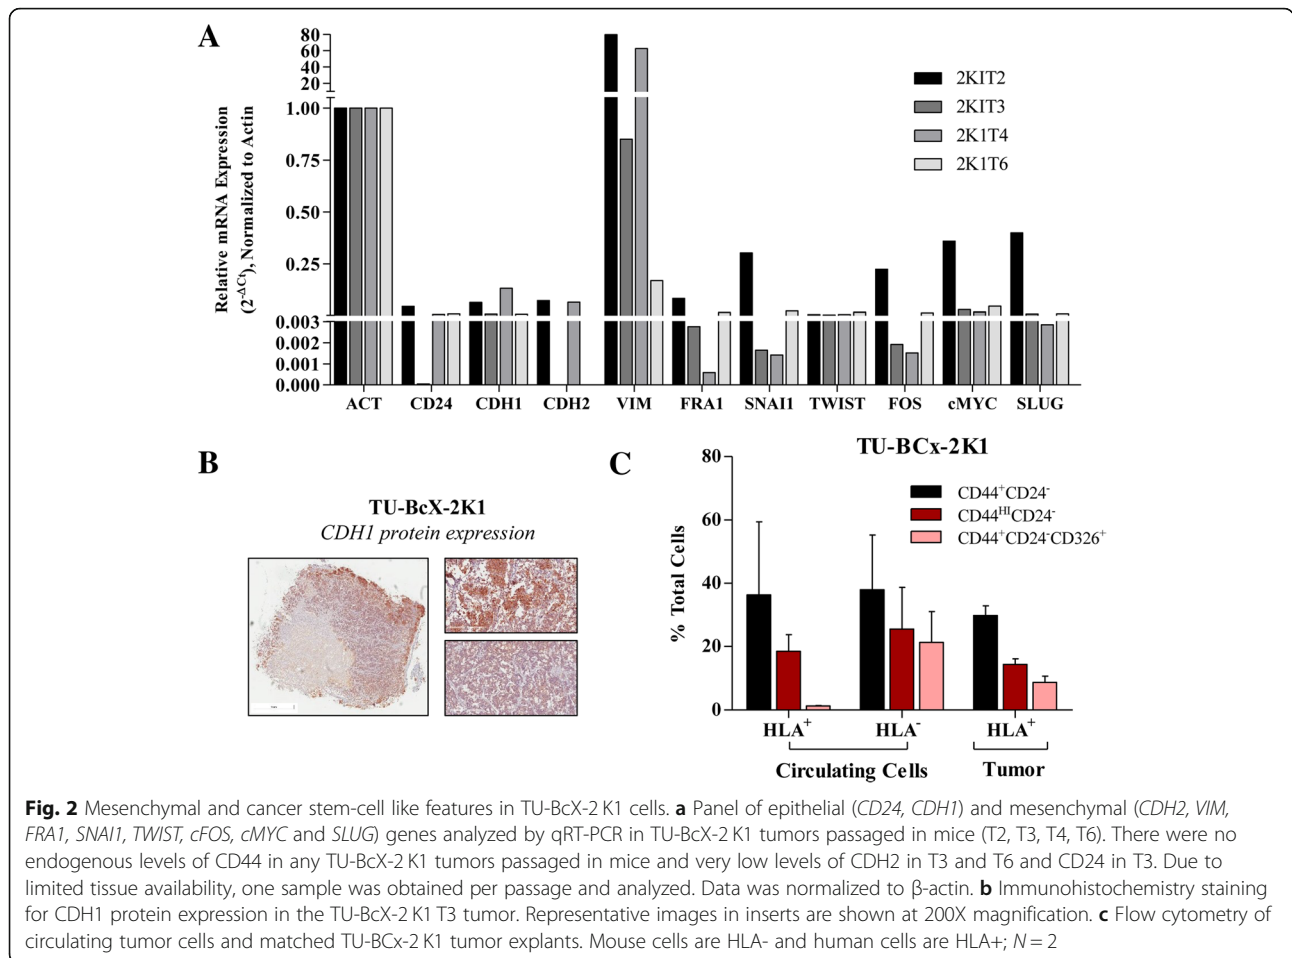 A
Relative mRNA Expression
(2-ΔCt), Normalized to Actin
80
60
40
20
1.00
0.75
0.50
0.25
0.003
0.002
0.001
0.000
ACT CD24 CDH1 CDH2 VIM FRA1 SNAI1 TWIST FOS cMYC SLUG
2KIT2
2KIT3
2K1T4
2K1T6
B
TU-BcX-2K1
CDH1 protein expression
C
TU-BCx-2K1
% Total Cells
80
60
40
20
0
CD44+CD24-
CD44HICD24-
CD44+CD24-CD326+
HLA+ HLA- HLA+
Circulating Cells Tumor
Fig. 2 Mesenchymal and cancer stem-cell like features in TU-BcX-2 K1 cells. a Panel of epithelial (CD24, CDH1) and mesenchymal (CDH2, VIM,
FRA1, SNAI1, TWIST, cFOS, cMYC and SLUG) genes analyzed by qRT-PCR in TU-BcX-2 K1 tumors passaged in mice (T2, T3, T4, T6). There were no
endogenous levels of CD44 in any TU-BcX-2 K1 tumors passaged in mice and very low levels of CDH2 in T3 and T6 and CD24 in T3. Due to
limited tissue availability, one sample was obtained per passage and analyzed. Data was normalized to β-actin. b Immunohistochemistry staining
for CDH1 protein expression in the TU-BcX-2 K1 T3 tumor. Representative images in inserts are shown at 200X magnification. c Flow cytometry of
circulating tumor cells and matched TU-BCx-2 K1 tumor explants. Mouse cells are HLA- and human cells are HLA+; N = 2